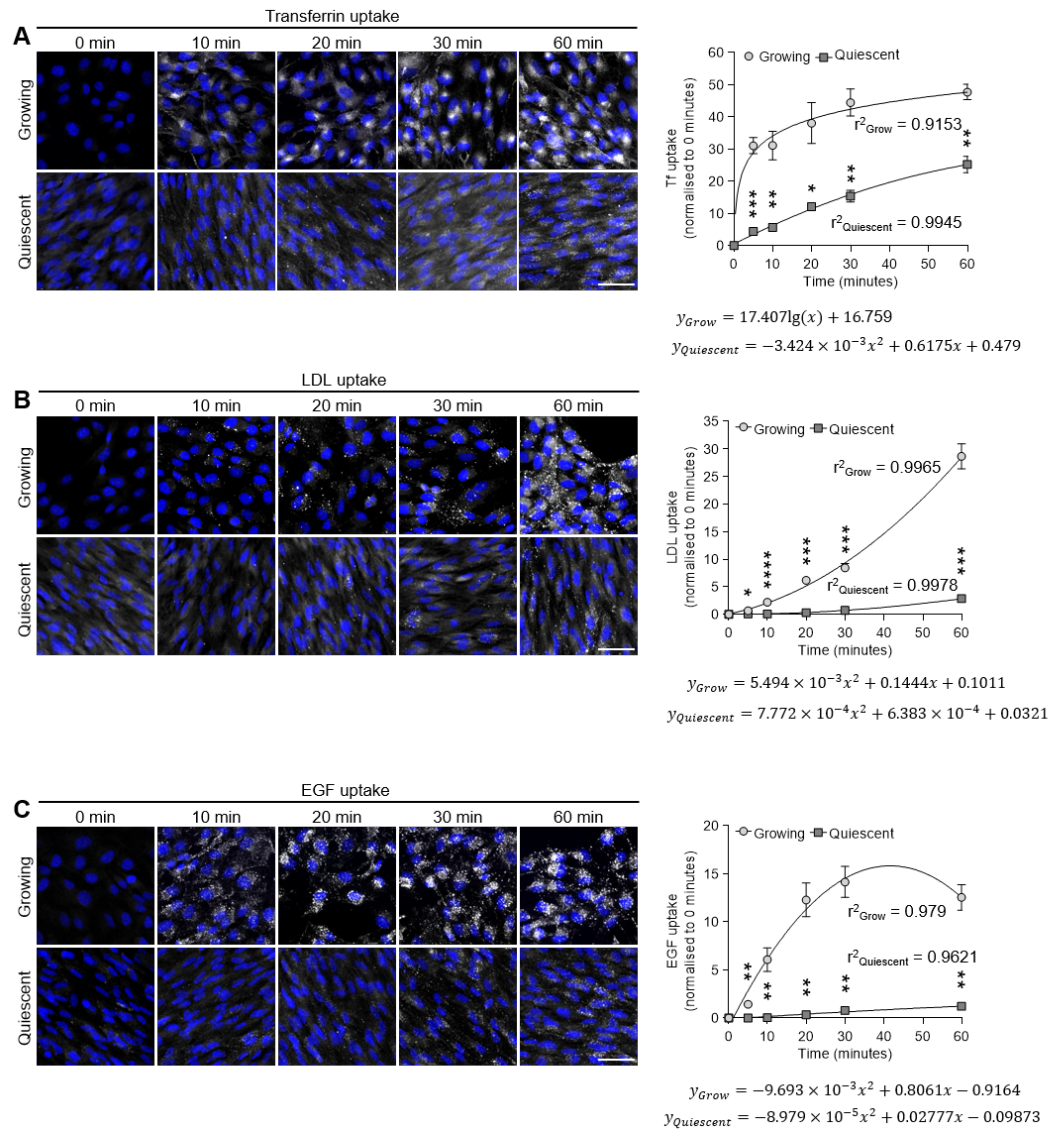 Transferrin uptake
A
0 min 10 min 20 min 30 min 60 min
Growing
Quiescent
60
50
40
30
20
10
0
Tf uptake
(normalised to 0 minutes)
Growing Quiescent
r²Grow = 0.9153
r²Quiescent = 0.9945
***
**
*
**
**
0 10 20 30 40 50 60
Time (minutes)
yGrow = 17.407lg(x) + 16.759
yQuiescent = −3.424 × 10⁻³x² + 0.6175x + 0.479
LDL uptake
B
0 min 10 min 20 min 30 min 60 min
Growing
Quiescent
35
30
25
20
15
10
5
0
LDL uptake
(normalised to 0 minutes)
Growing Quiescent
r²Grow = 0.9965
r²Quiescent = 0.9978
*
****
***
***
***
0 10 20 30 40 50 60
Time (minutes)
yGrow = 5.494 × 10⁻³x² + 0.1444x + 0.1011
yQuiescent = 7.772 × 10⁻⁴x² + 6.383 × 10⁻⁴ + 0.0321
EGF uptake
C
0 min 10 min 20 min 30 min 60 min
Growing
Quiescent
20
15
10
5
0
EGF uptake
(normalised to 0 minutes)
Growing Quiescent
r²Grow = 0.979
r²Quiescent = 0.9621
**
**
**
**
**
0 10 20 30 40 50 60
Time (minutes)
yGrow = −9.693 × 10⁻³x² + 0.8061x − 0.9164
yQuiescent = −8.979 × 10⁻⁵x² + 0.02777x − 0.09873